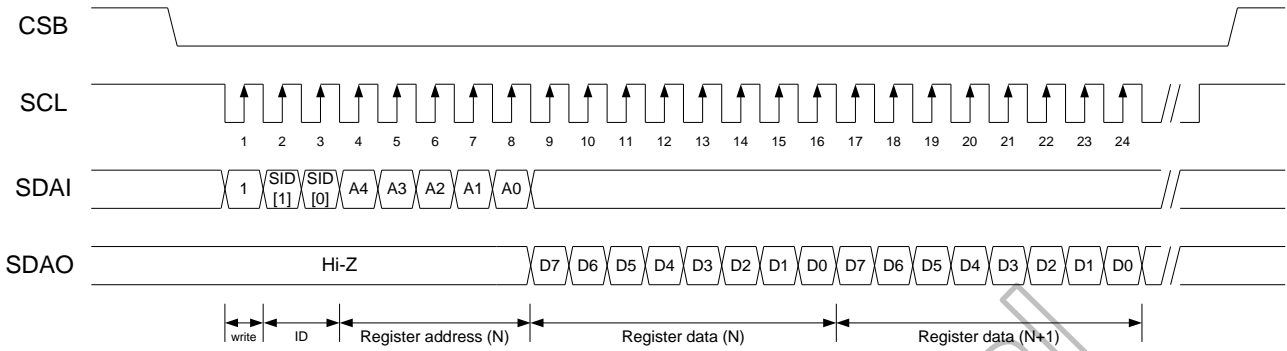 CSB
SCL
1 2 3 4 5 6 7 8 9 10 11 12 13 14 15 16 17 18 19 20 21 22 23 24
SDAI 1 SID[1] SID[0] A4 A3 A2 A1 A0
SDAO Hi-Z D7 D6 D5 D4 D3 D2 D1 D0 D7 D6 D5 D4 D3 D2 D1 D0
write ID Register address (N) Register data (N) Register data (N+1)